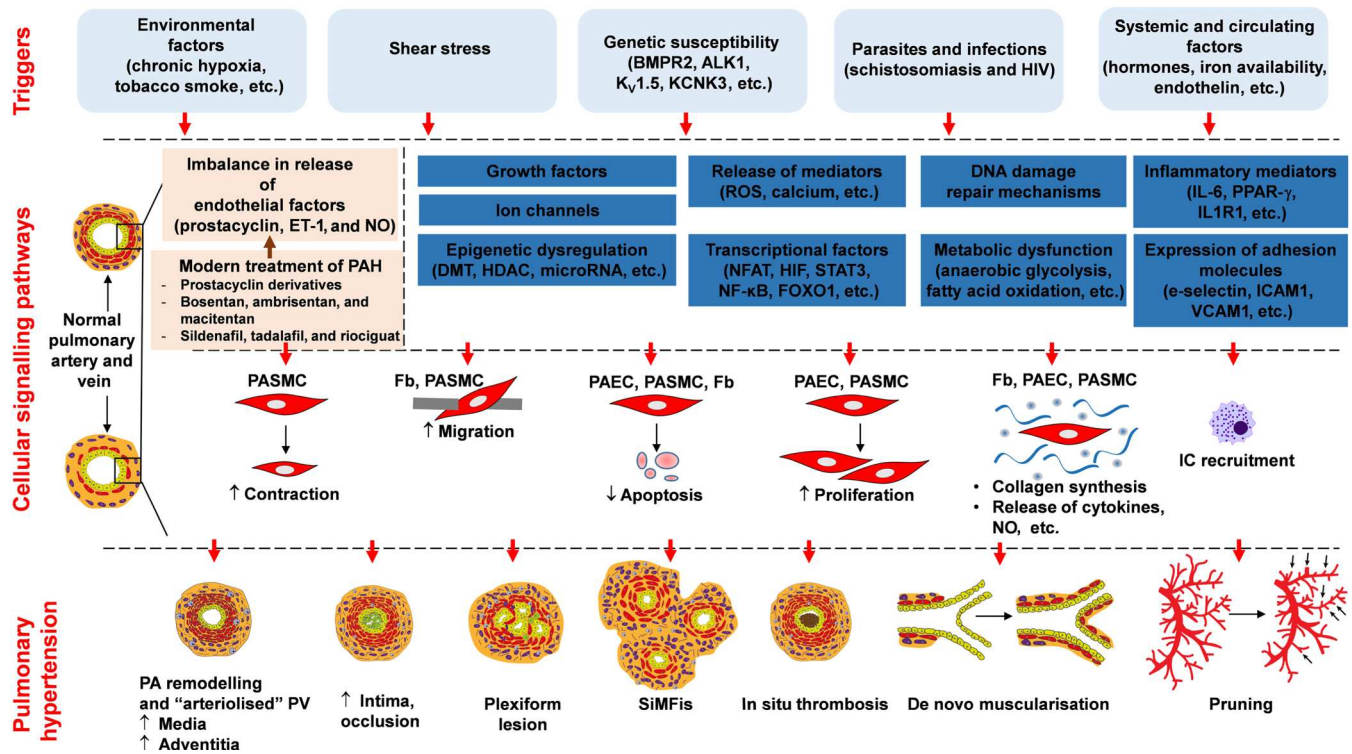 Triggers
Environmental
factors
(chronic hypoxia,
tobacco smoke, etc.)
Shear stress
Genetic susceptibility
(BMPR2, ALK1,
KV1.5, KCNK3, etc.)
Parasites and infections
(schistosomiasis and HIV)
Systemic and circulating
factors
(hormones, iron availability,
endothelin, etc.)
Cellular signalling pathways
Imbalance in release
of
endothelial factors
(prostacyclin, ET-1, and NO)
Modern treatment of PAH
- Prostacyclin derivatives
- Bosentan, ambrisentan, and
macitentan
- Sildenafil, tadalafil, and riociguat
Normal
pulmonary
artery and
vein
Growth factors
Ion channels
Epigenetic dysregulation
(DMT, HDAC, microRNA, etc.)
Release of mediators
(ROS, calcium, etc.)
Transcriptional factors
(NFAT, HIF, STAT3,
NF-κB, FOXO1, etc.)
DNA damage
repair mechanisms
Metabolic dysfunction
(anaerobic glycolysis,
fatty acid oxidation, etc.)
Inflammatory mediators
(IL-6, PPAR-γ,
IL1R1, etc.)
Expression of adhesion
molecules
(e-selectin, ICAM1,
VCAM1, etc.)
PASMC
↑ Contraction
Fb, PASMC
↑ Migration
PAEC, PASMC, Fb
↓ Apoptosis
PAEC, PASMC
↑ Proliferation
Fb, PAEC, PASMC
• Collagen synthesis
• Release of cytokines,
NO, etc.
IC recruitment
Pulmonary
hypertension
PA remodelling
and “arteriolised” PV
↑ Media
↑ Adventitia
↑ Intima,
occlusion
Plexiform
lesion
SiMFis
In situ thrombosis
De novo muscularisation
Pruning